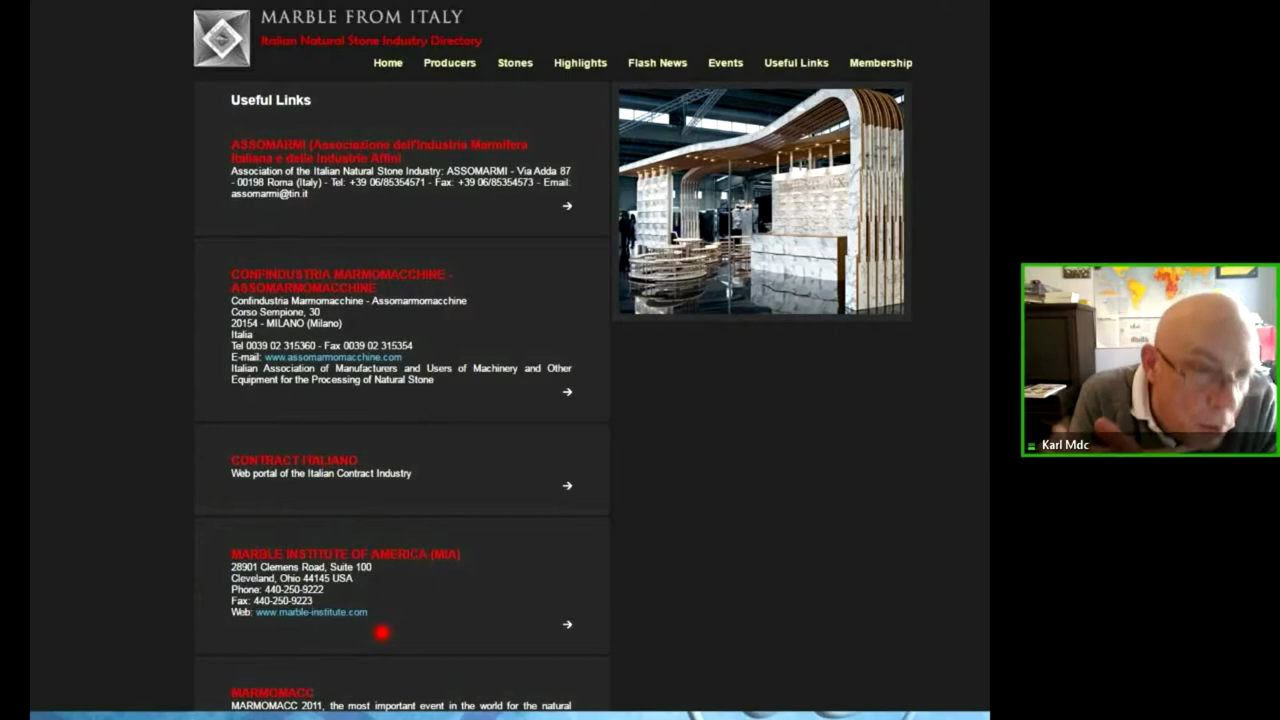 MARBLE FROM ITALY
Italian Natural Stone Industry Directory
Home Producers Stones Highlights Flash News Events Useful Links Membership
Useful Links
ASSOMARMI (Associazione dell'Industria Marmifera
Italiana e delle Industrie Affini
Association of the Italian Natural Stone Industry: ASSOMARMI - Via Adda 87
- 00198 Roma (Italy) - Tel: +39 06/85354571 - Fax: +39 06/85354573 - Email:
assomarmi@tin.it
CONFINDUSTRIA MARMOMACCHINE -
ASSOMARMOMACCHINE
Confindustria Marmomacchine - Assomarmomacchine
Corso Sempione, 30
20154 - MILANO (Milano)
Italia
Tel 0039 02 315360 - Fax 0039 02 315354
E-mail: www.assomarmomacchine.com
Italian Association of Manufacturers and Users of Machinery and Other
Equipment for the Processing of Natural Stone
CONTRACT ITALIANO
Web portal of the Italian Contract Industry
MARBLE INSTITUTE OF AMERICA (MIA)
28901 Clemens Road, Suite 100
Cleveland, Ohio 44145 USA
Phone: 440-250-9222
Fax: 440-250-9223
Web: www.marble-institute.com
MARMOMACC
MARMOMACC 2011, the most important event in the world for the natural
Karl Mdc